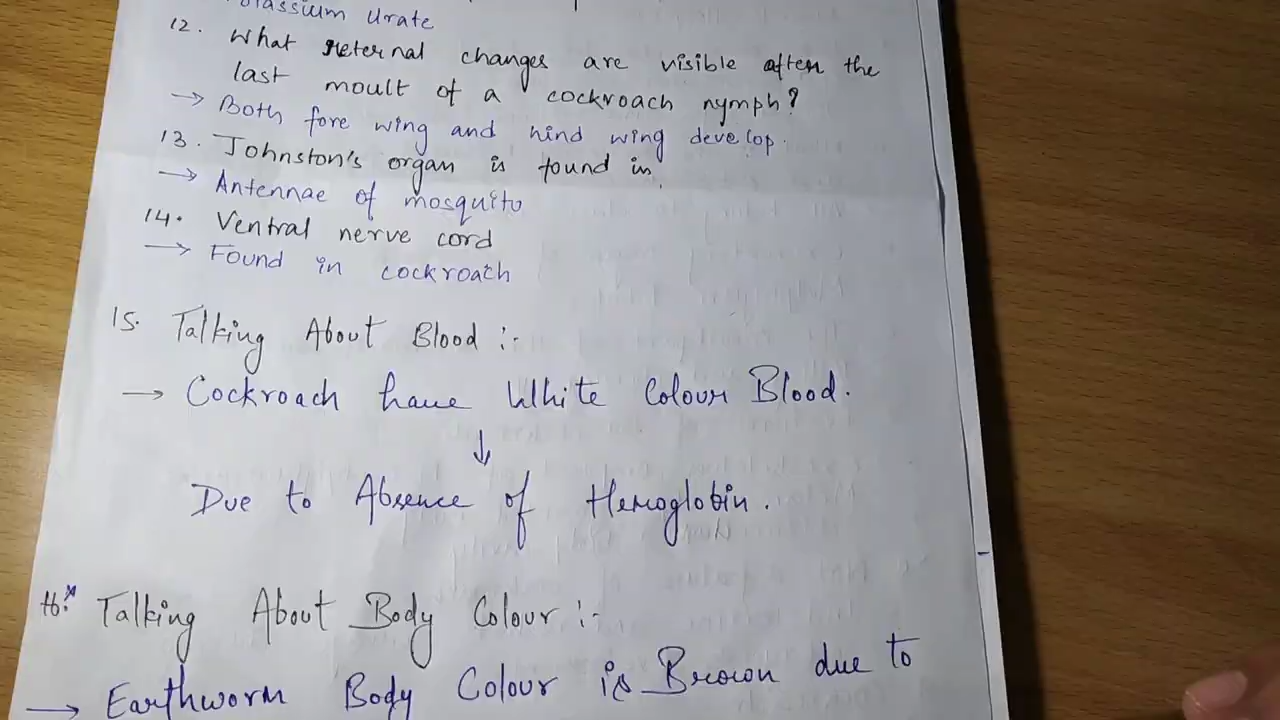 Urate
12. What changes are visible after the
last moult of a cockroach nymph?
→ Both fore wing and hind wing develop.
13. Johnston's organ is found in
→ Antennae of mosquito
14. Ventral nerve cord
→ Found in cockroach
15. Talking About Blood :-
→ Cockroach have White Colour Blood.
↓
Due to Absence of Hemoglobin.
16.* Talking About Body Colour :-
→ Earthworm Body Colour is Brown due to